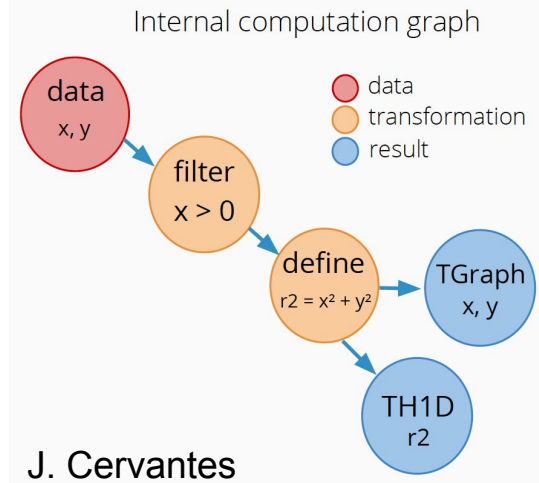 Internal computation graph
data
x, y
data
transformation
result
filter
x > 0
define
r2 = x² + y²
TGraph
x, y
TH1D
r2
J. Cervantes